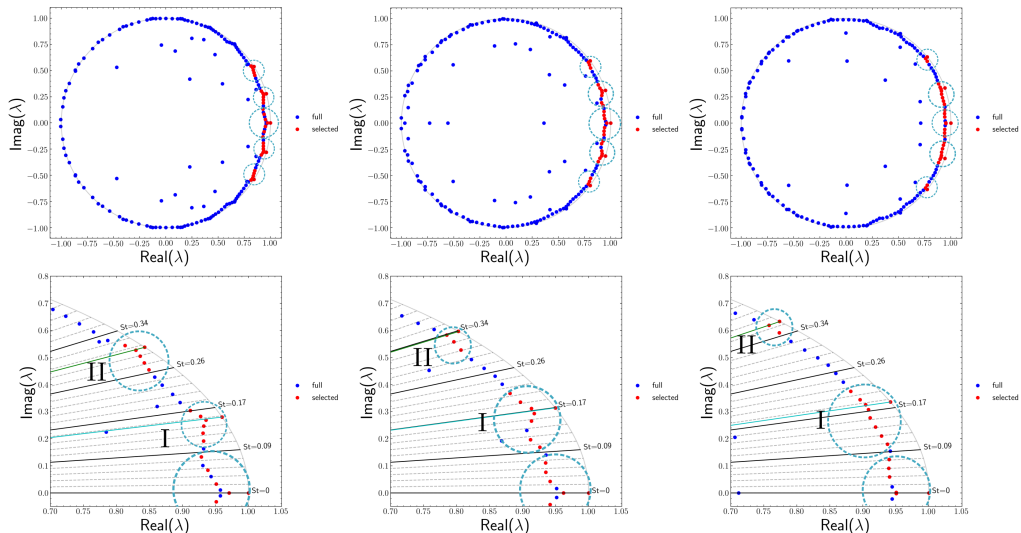 1.00
0.75
0.50
0.25
0.00
−0.25
−0.50
−0.75
−1.00
Imag(λ)
−1.00 −0.75 −0.50 −0.25 0.00 0.25 0.50 0.75 1.00
Real(λ)
full
selected
1.00
0.75
0.50
0.25
0.00
−0.25
−0.50
−0.75
−1.00
Imag(λ)
−1.00 −0.75 −0.50 −0.25 0.00 0.25 0.50 0.75 1.00
Real(λ)
full
selected
1.00
0.75
0.50
0.25
0.00
−0.25
−0.50
−0.75
−1.00
Imag(λ)
−1.00 −0.75 −0.50 −0.25 0.00 0.25 0.50 0.75 1.00
Real(λ)
full
selected
0.8
0.7
0.6
0.5
0.4
0.3
0.2
0.1
0.0
Imag(λ)
St=0.34
St=0.26
II
St=0.17
I
St=0.09
St=0
0.70 0.75 0.80 0.85 0.90 0.95 1.00 1.05
Real(λ)
full
selected
0.8
0.7
0.6
0.5
0.4
0.3
0.2
0.1
0.0
Imag(λ)
St=0.34
II
St=0.26
St=0.17
I
St=0.09
St=0
0.70 0.75 0.80 0.85 0.90 0.95 1.00 1.05
Real(λ)
full
selected
0.8
0.7
0.6
0.5
0.4
0.3
0.2
0.1
0.0
Imag(λ)
St=0.34
II
St=0.26
St=0.17
I
St=0.09
St=0
0.70 0.75 0.80 0.85 0.90 0.95 1.00 1.05
Real(λ)
full
selected